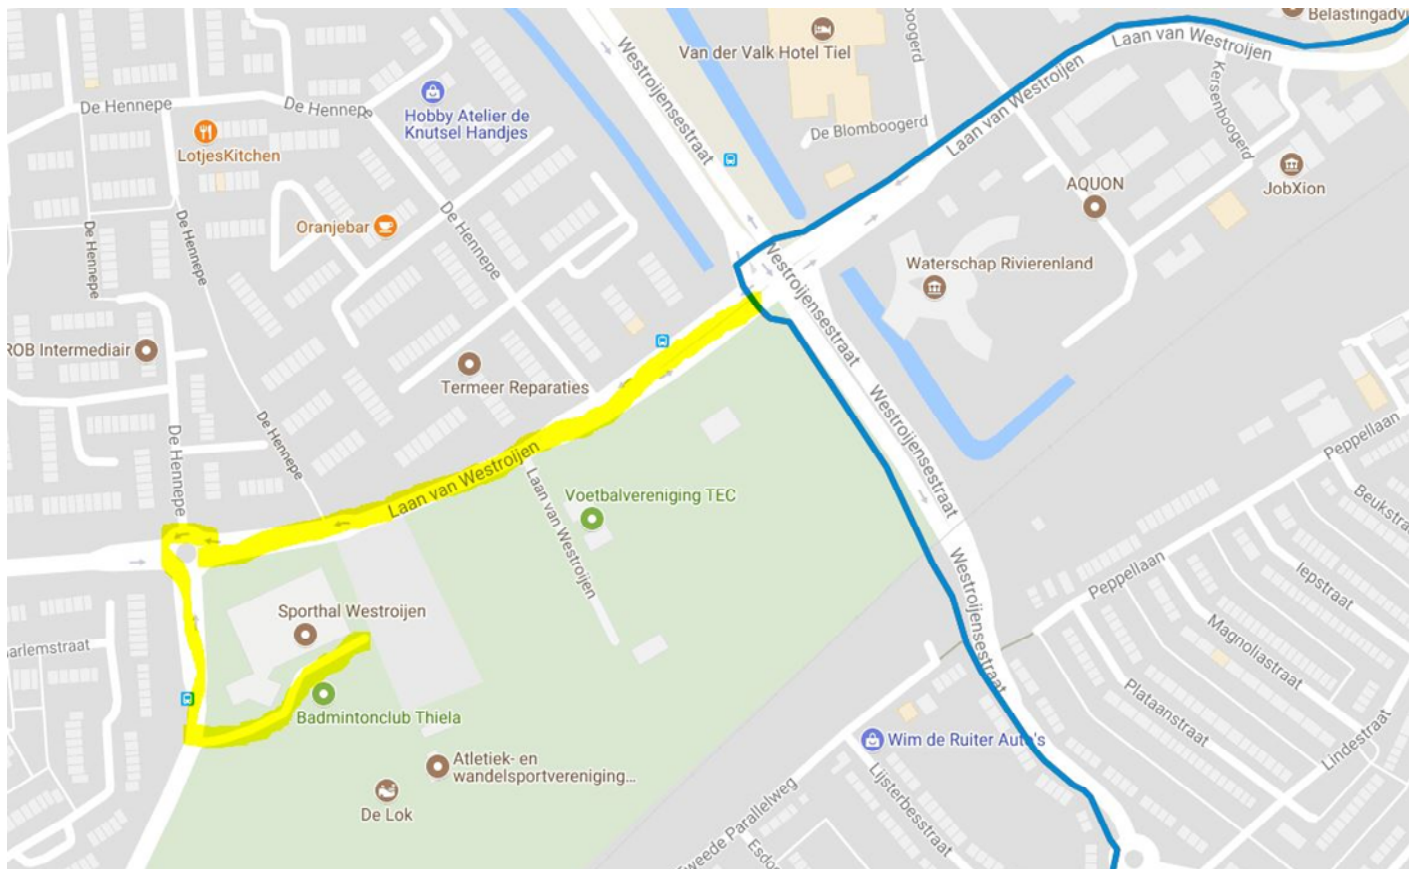 Belastingadvi
Van der Valk Hotel Tiel
Laan van Westroijen
Westroijensestraat
Boogerd
Kersenboogerd
De Hennepe
De Hennepe
Hobby Atelier de
Knutsel Handjes
Laan van Westroijen
De Blomboogerd
LotjesKitchen
AQUON
JobXion
Oranjebar
De Hennepe
De Hennepe
De Hennepe
Westroijensestraat
Waterschap Rivierenland
ROB Intermediair
Termeer Reparaties
Westroijensestraat
De Hennepe
De Hennepe
Peppellaan
Laan van Westroijen
Voetbalvereniging TEC
Beukstra
Laan van Westroijen
Westroijensestraat
Peppellaan
Iepstraat
Sporthal Westroijen
Magnoliastraat
arlemstraat
Plataanstraat
Badmintonclub Thiela
Lindestraat
Wim de Ruiter Auto's
Atletiek- en
wandelsportvereniging...
De Lok
Lijsterbesstraat
Tweede Parallelweg
Esdoo